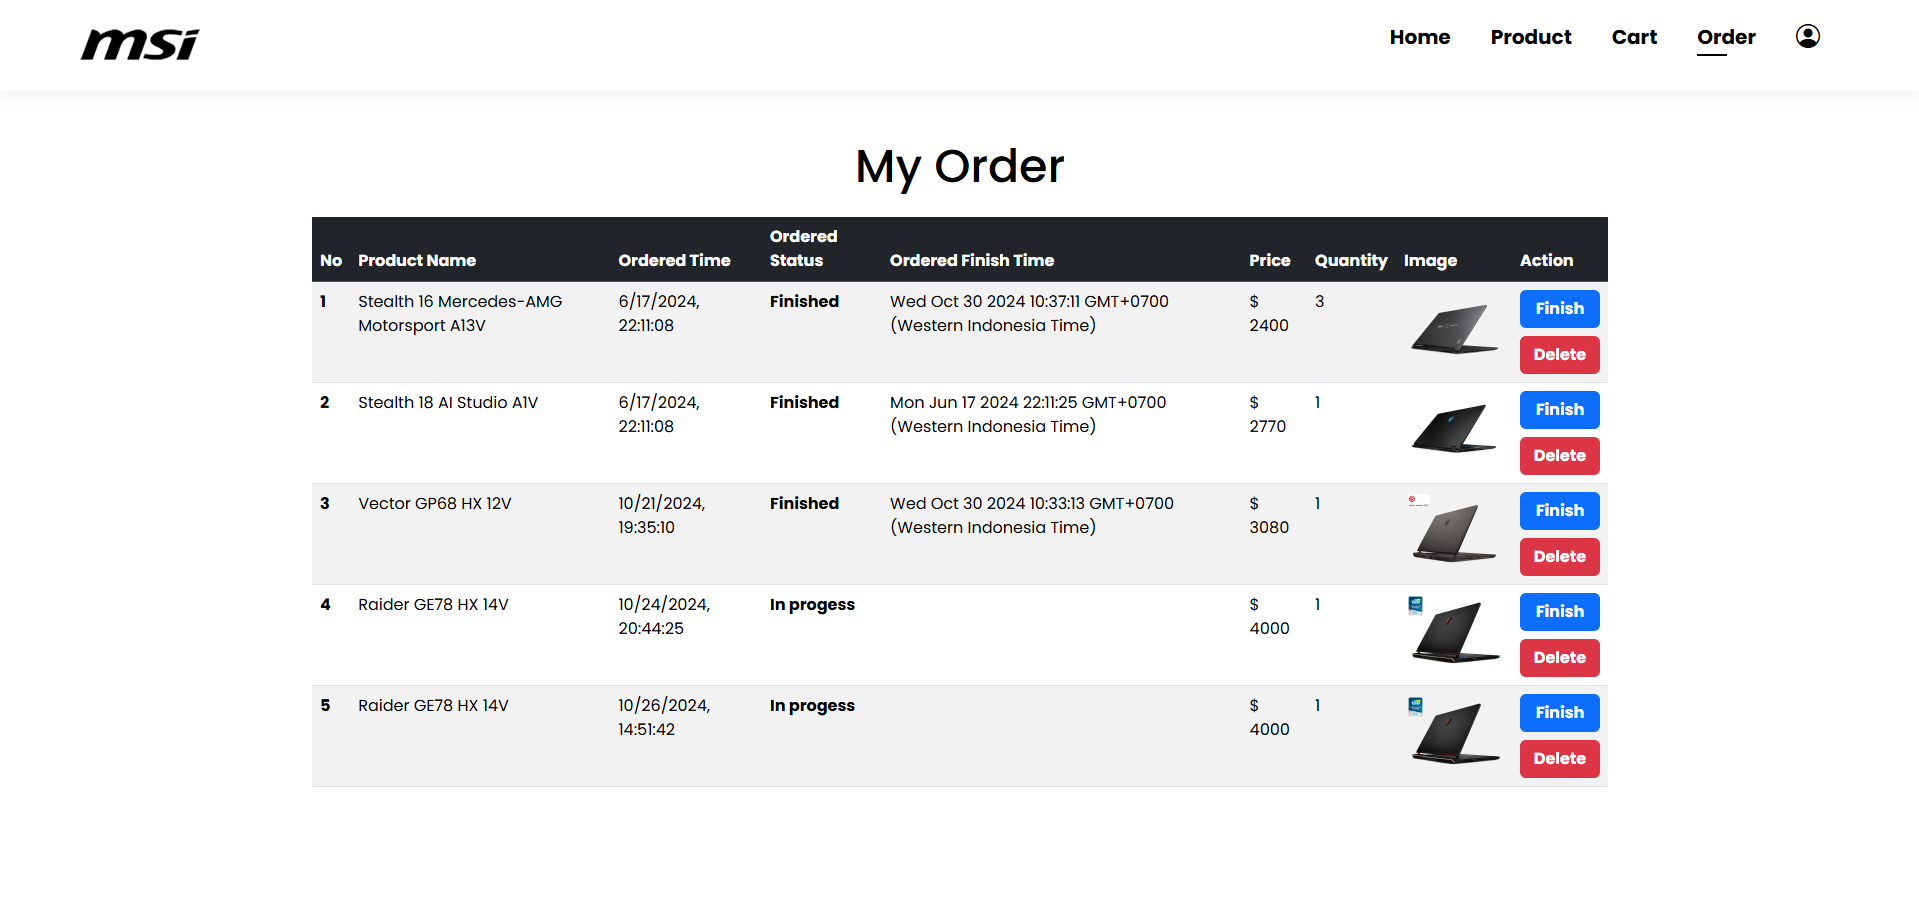 msi
Home Product Cart Order
My Order
No Product Name Ordered Time Ordered Status Ordered Finish Time Price Quantity Image Action
1 Stealth 16 Mercedes-AMG Motorsport A13V 6/17/2024, 22:11:08 Finished Wed Oct 30 2024 10:37:11 GMT+0700 (Western Indonesia Time) $ 2400 3 Finish Delete
2 Stealth 18 AI Studio A1V 6/17/2024, 22:11:08 Finished Mon Jun 17 2024 22:11:25 GMT+0700 (Western Indonesia Time) $ 2770 1 Finish Delete
3 Vector GP68 HX 12V 10/21/2024, 19:35:10 Finished Wed Oct 30 2024 10:33:13 GMT+0700 (Western Indonesia Time) $ 3080 1 Finish Delete
4 Raider GE78 HX 14V 10/24/2024, 20:44:25 In progess $ 4000 1 Finish Delete
5 Raider GE78 HX 14V 10/26/2024, 14:51:42 In progess $ 4000 1 Finish Delete